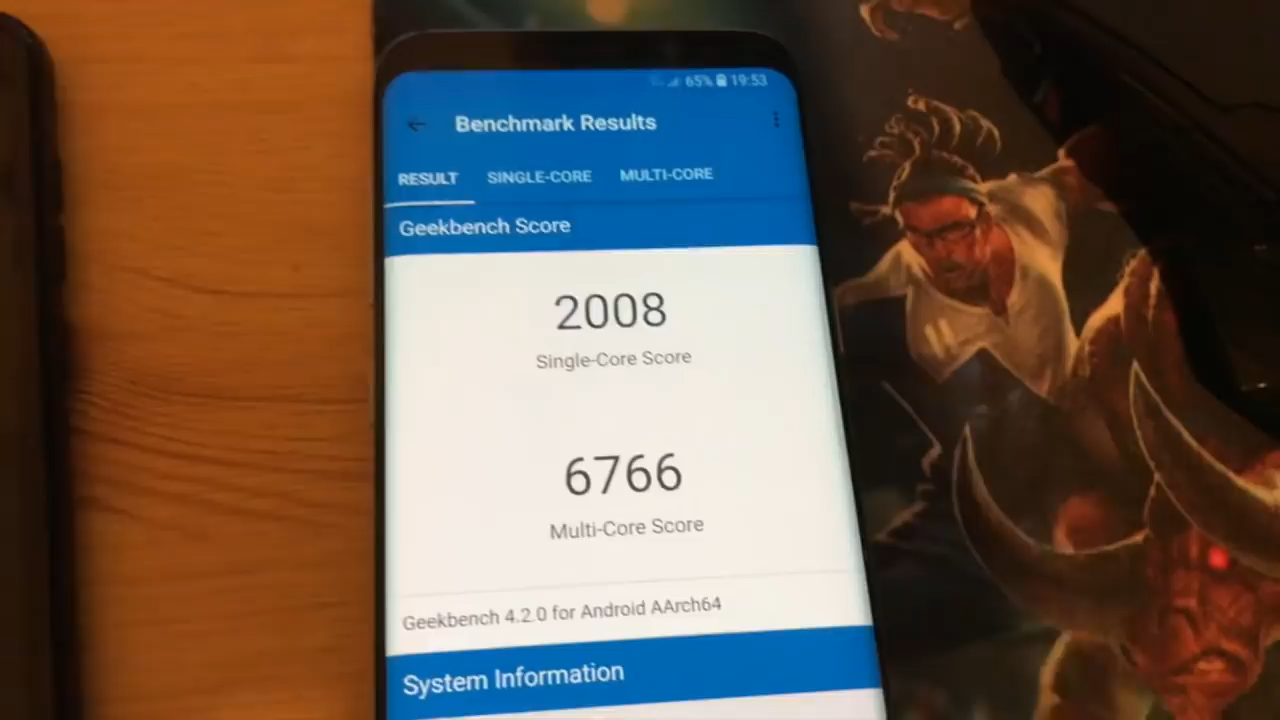 65% 19:53
Benchmark Results
RESULT SINGLE-CORE MULTI-CORE
Geekbench Score
2008
Single-Core Score
6766
Multi-Core Score
Geekbench 4.2.0 for Android AArch64
System Information